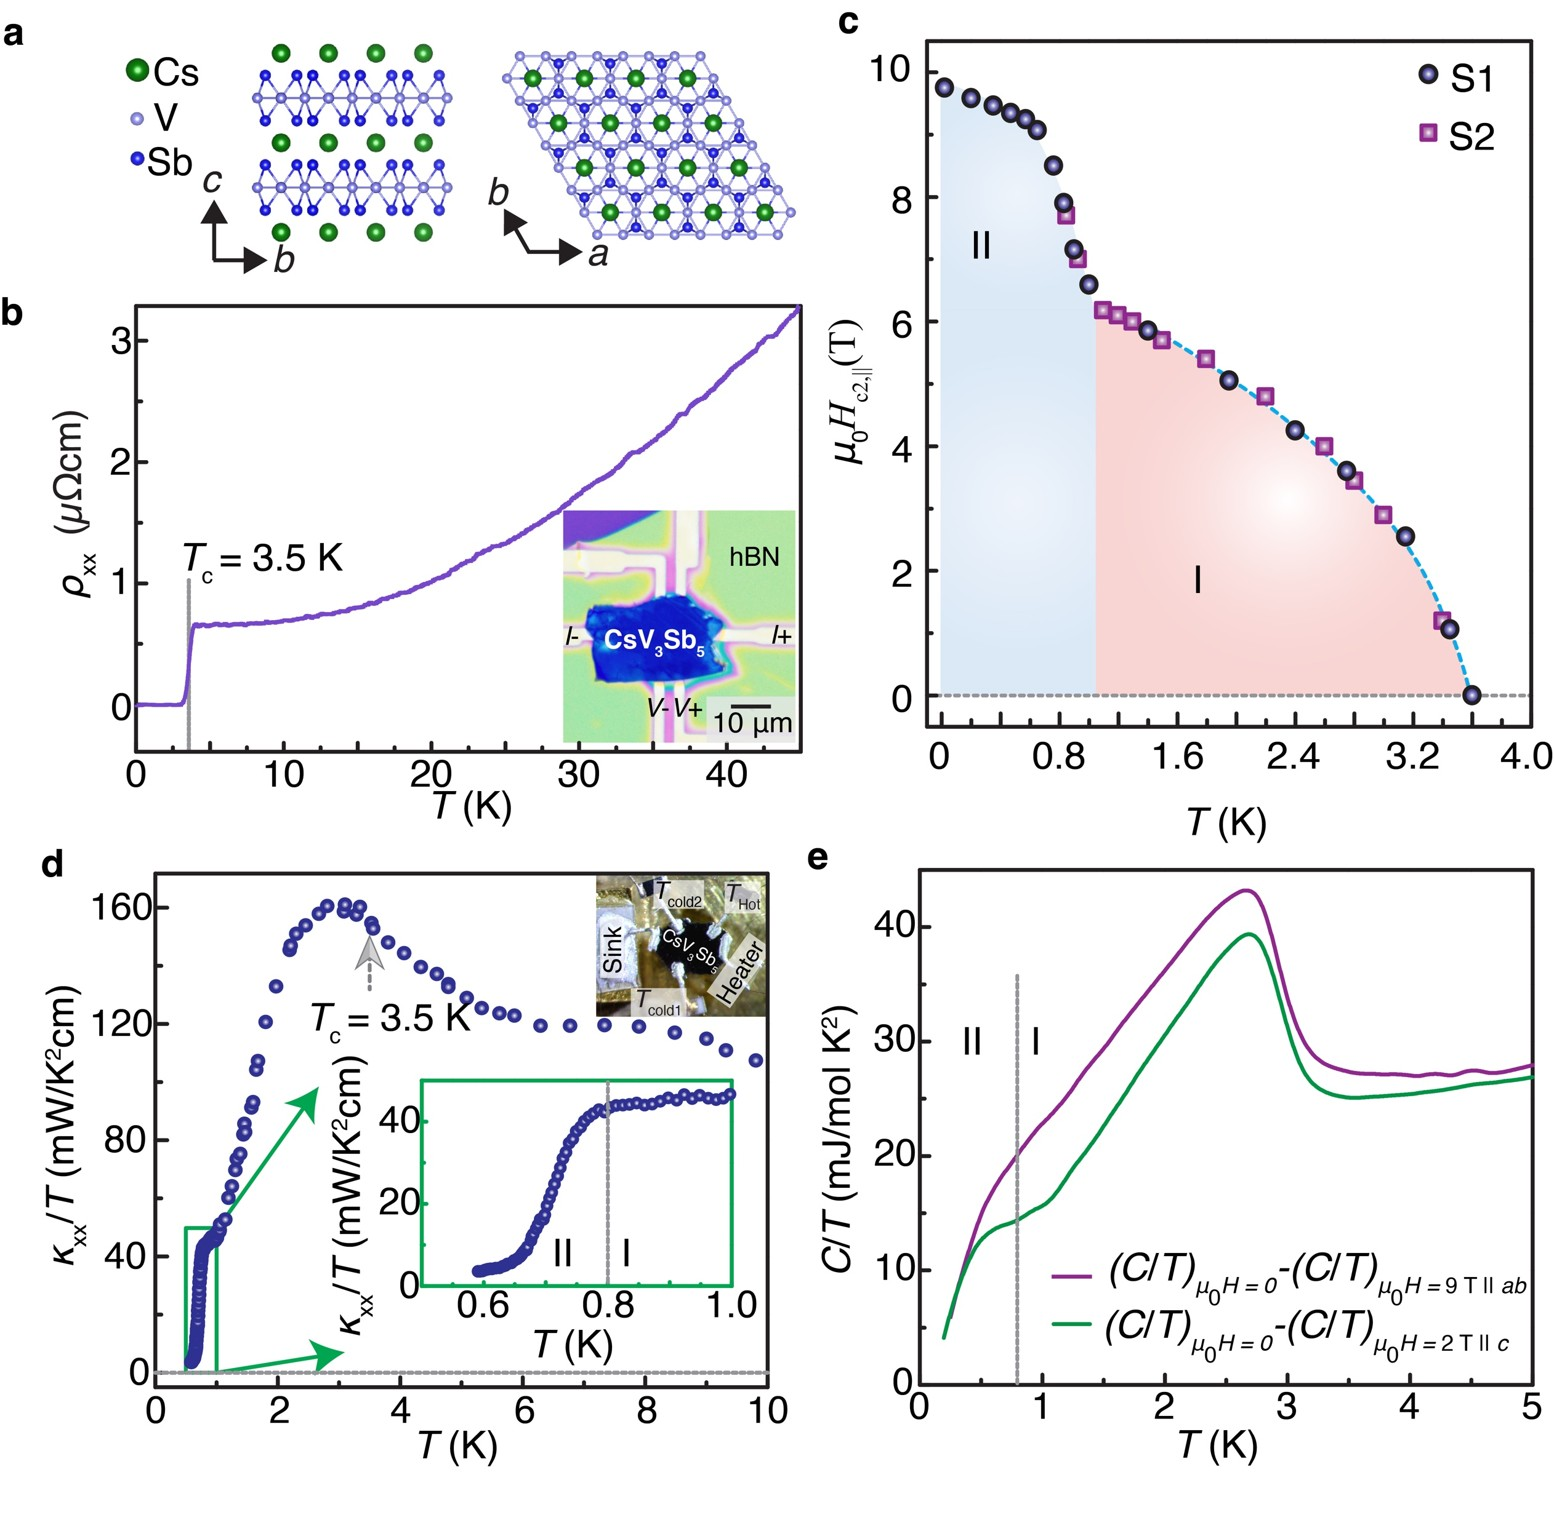 a
Cs
V
Sb
c
b
b
a
b
ρxx (μΩcm)
3
2
1
0
Tc = 3.5 K
hBN
I-
CsV3Sb5
I+
V- V+
10 μm
0 10 20 30 40
T (K)
c
μ0Hc2,||(T)
10
8
6
4
2
0
S1
S2
II
I
0 0.8 1.6 2.4 3.2 4.0
T (K)
d
κxx/T (mW/K2cm)
160
120
80
40
0
Tc = 3.5 K
Tcold2
THot
Sink
CsV3Sb5
Heater
Tcold1
κxx/T (mW/K2cm)
40
20
0
II I
0.6 0.8 1.0
T (K)
0 2 4 6 8 10
T (K)
e
C/T (mJ/mol K2)
40
30
20
10
0
II I
(C/T)μ0H = 0-(C/T)μ0H = 9 T || ab
(C/T)μ0H = 0-(C/T)μ0H = 2 T || c
0 1 2 3 4 5
T (K)